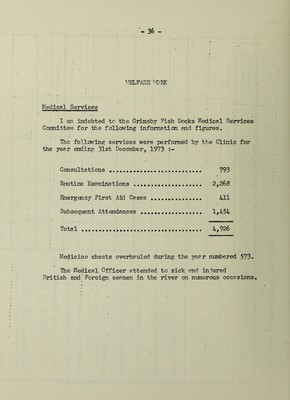 - 36 -
WELFARE WORK
Medical Services
I am indebted to the Grimsby Fish Docks Medical Services
Committee for the following information and figures.
The following services were performed by the Clinic for
the year ending 31st December, 1973 :-
Consultations .......................... 793
Routine Examinations ................... 2,268
Emergency First Aid Cases .............. 411
Subsequent Attendances ................. 1,454
Total .................................. 4,926
Medicine chests overhauled during the year numbered 573.
The Medical Officer attended to sick and injured
British and Foreign seamen in the river on numerous occasions.